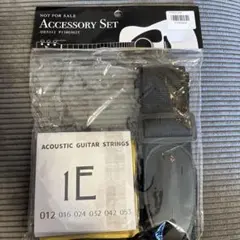 NOT FOR SALE
ACCESSORY SET
ACOUSTIC GUITAR STRINGS
1E
012 016 024 032 042 053